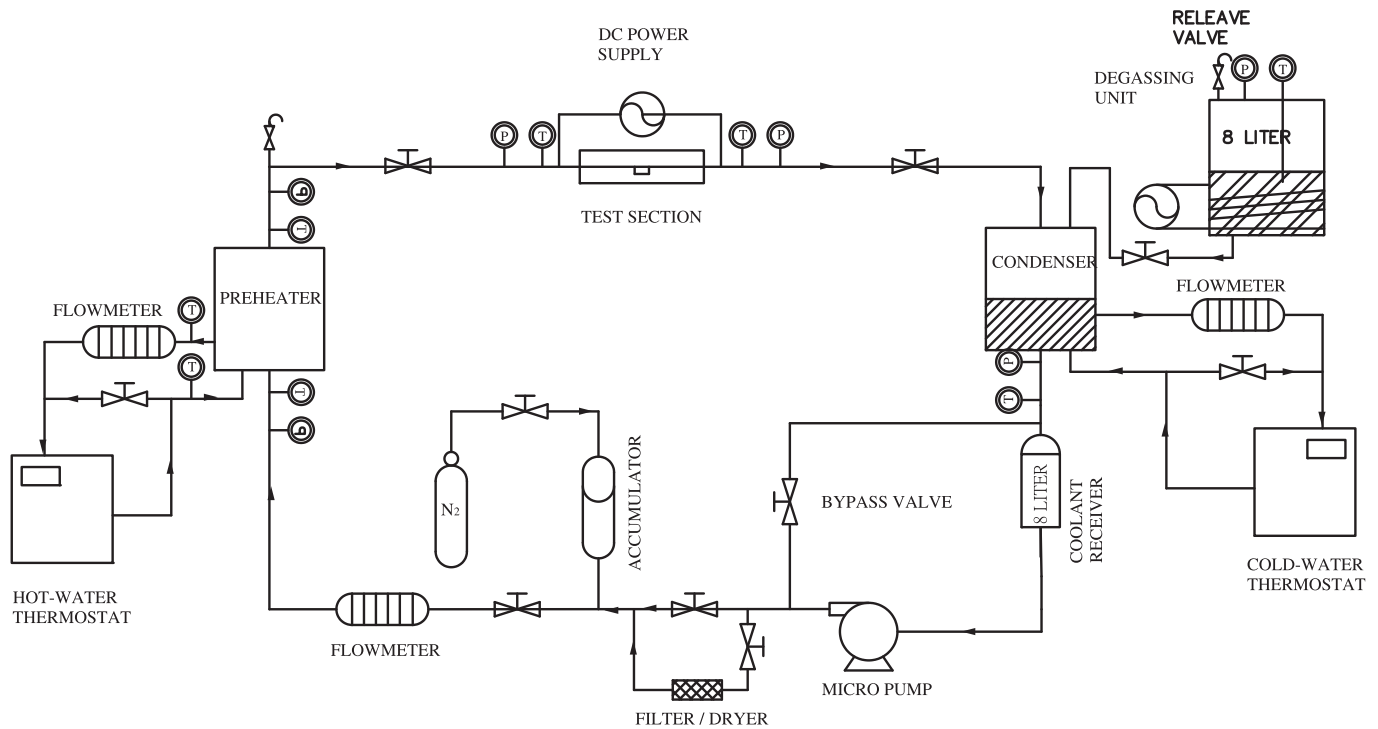 RELEAVE
VALVE
DC POWER
SUPPLY
DEGASSING
UNIT
P
T
8 LITER
P
T
T
P
TEST SECTION
P
T
CONDENSER
PREHEATER
FLOWMETER
T
FLOWMETER
T
P
T
T
P
N2
ACCUMULATOR
BYPASS VALVE
8 LITER
COOLANT
RECEIVER
HOT-WATER
THERMOSTAT
COLD-WATER
THERMOSTAT
FLOWMETER
MICRO PUMP
FILTER / DRYER